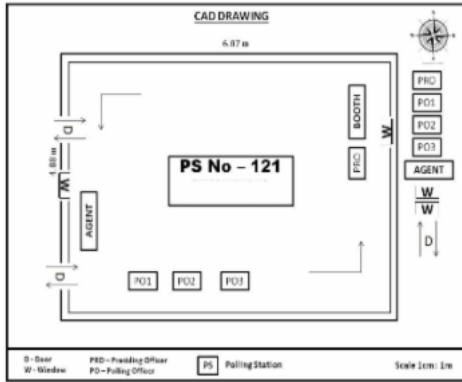 CAD DRAWING
6.87 m
PRO
PO1
PO2
PO3
AGENT
W
W
D
D
4.88 m
W
D
AGENT
BOOTH
PRO
W
PS No – 121
PO1 PO2 PO3
D - Door
W - Window
PRO – Presiding Officer
PO – Polling Officer
PS Polling Station
Scale 1cm : 1m